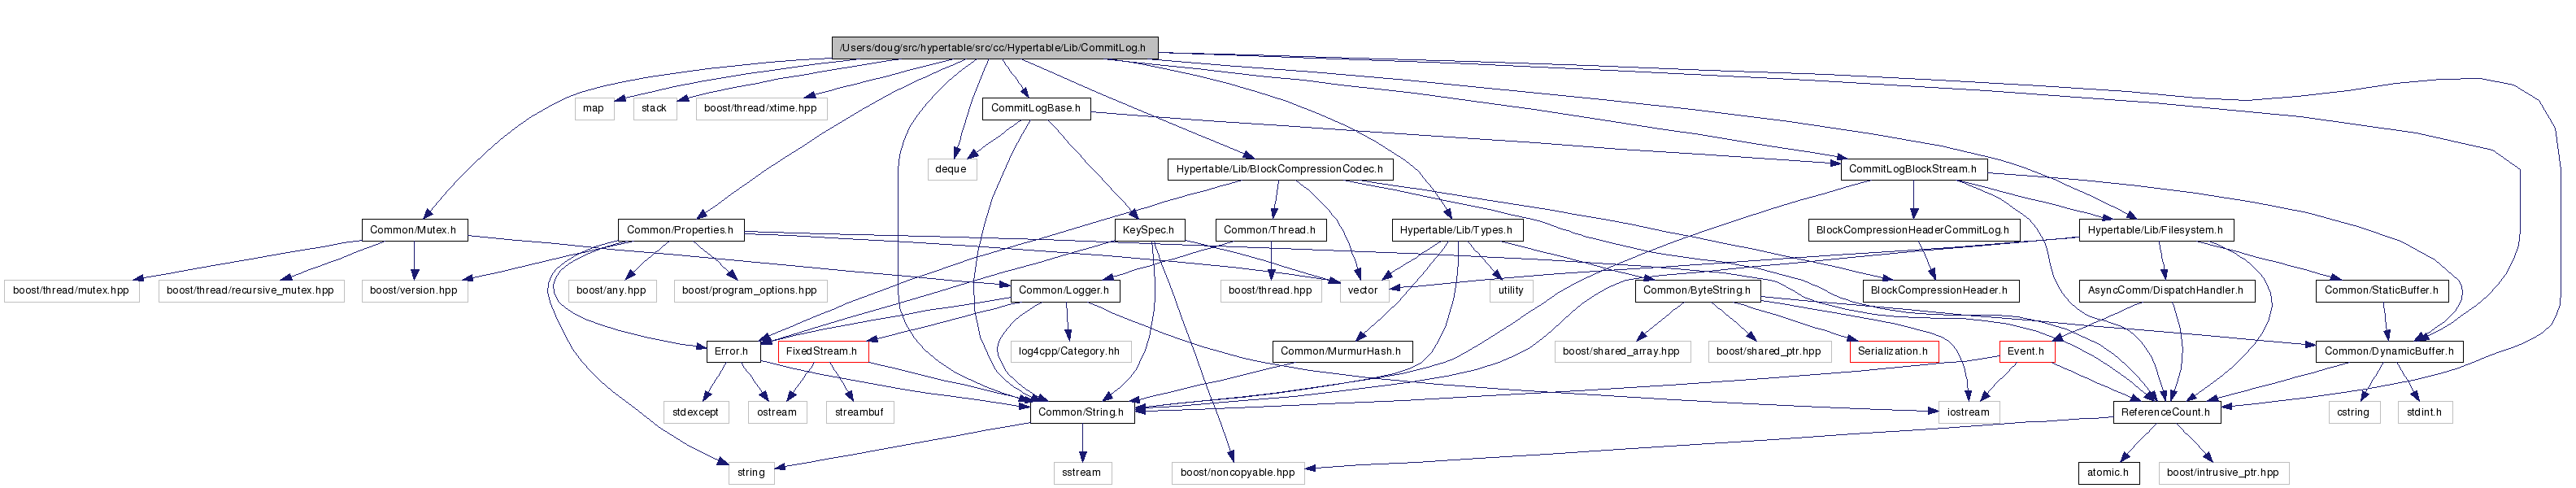 /Users/doug/src/hypertable/src/cc/Hypertable/Lib/CommitLog.h
map
stack
boost/thread/xtime.hpp
CommitLogBase.h
deque
Hypertable/Lib/BlockCompressionCodec.h
CommitLogBlockStream.h
Common/Mutex.h
Common/Properties.h
KeySpec.h
Common/Thread.h
Hypertable/Lib/Types.h
BlockCompressionHeaderCommitLog.h
Hypertable/Lib/Filesystem.h
boost/thread/mutex.hpp
boost/thread/recursive_mutex.hpp
boost/version.hpp
boost/any.hpp
boost/program_options.hpp
Common/Logger.h
boost/thread.hpp
vector
utility
Common/ByteString.h
BlockCompressionHeader.h
AsyncComm/DispatchHandler.h
Common/StaticBuffer.h
Error.h
FixedStream.h
log4cpp/Category.hh
Common/MurmurHash.h
boost/shared_array.hpp
boost/shared_ptr.hpp
Serialization.h
Event.h
Common/DynamicBuffer.h
stdexcept
ostream
streambuf
Common/String.h
iostream
ReferenceCount.h
cstring
stdint.h
string
sstream
boost/noncopyable.hpp
atomic.h
boost/intrusive_ptr.hpp